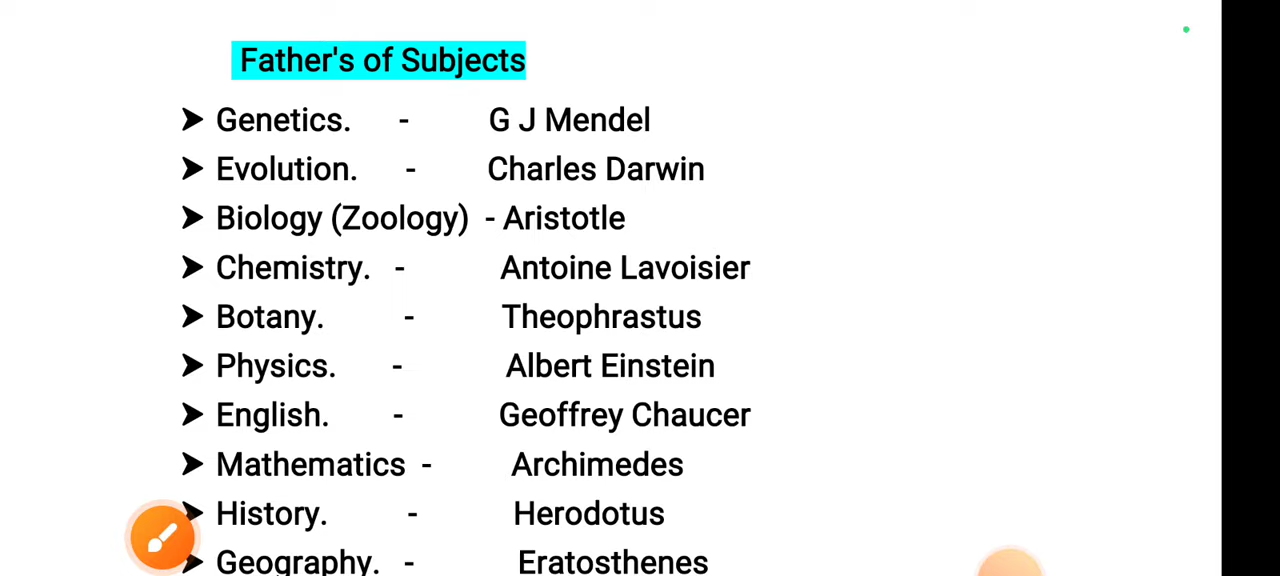 Father's of Subjects
➤ Genetics. - G J Mendel
➤ Evolution. - Charles Darwin
➤ Biology (Zoology) - Aristotle
➤ Chemistry. - Antoine Lavoisier
➤ Botany. - Theophrastus
➤ Physics. - Albert Einstein
➤ English. - Geoffrey Chaucer
➤ Mathematics - Archimedes
➤ History. - Herodotus
➤ Geography. - Eratosthenes